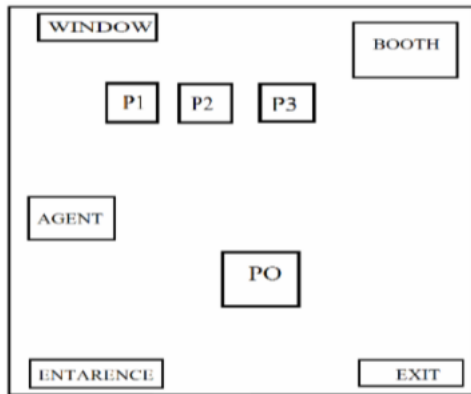 WINDOW
BOOTH
P1 P2 P3
AGENT
PO
ENTARENCE
EXIT